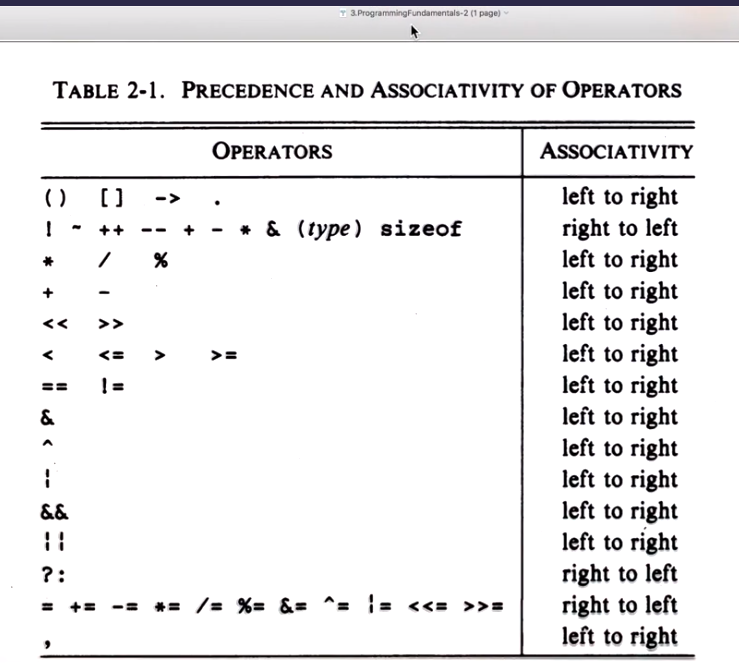 3.ProgrammingFundamentals-2 (1 page)
TABLE 2-1. PRECEDENCE AND ASSOCIATIVITY OF OPERATORS
OPERATORS ASSOCIATIVITY
() [] -> . left to right
! ~ ++ -- + - * & (type) sizeof right to left
* / % left to right
+ - left to right
<< >> left to right
< <= > >= left to right
== != left to right
& left to right
^ left to right
| left to right
&& left to right
|| left to right
?: right to left
= += -= *= /= %= &= ^= |= <<= >>= right to left
, left to right